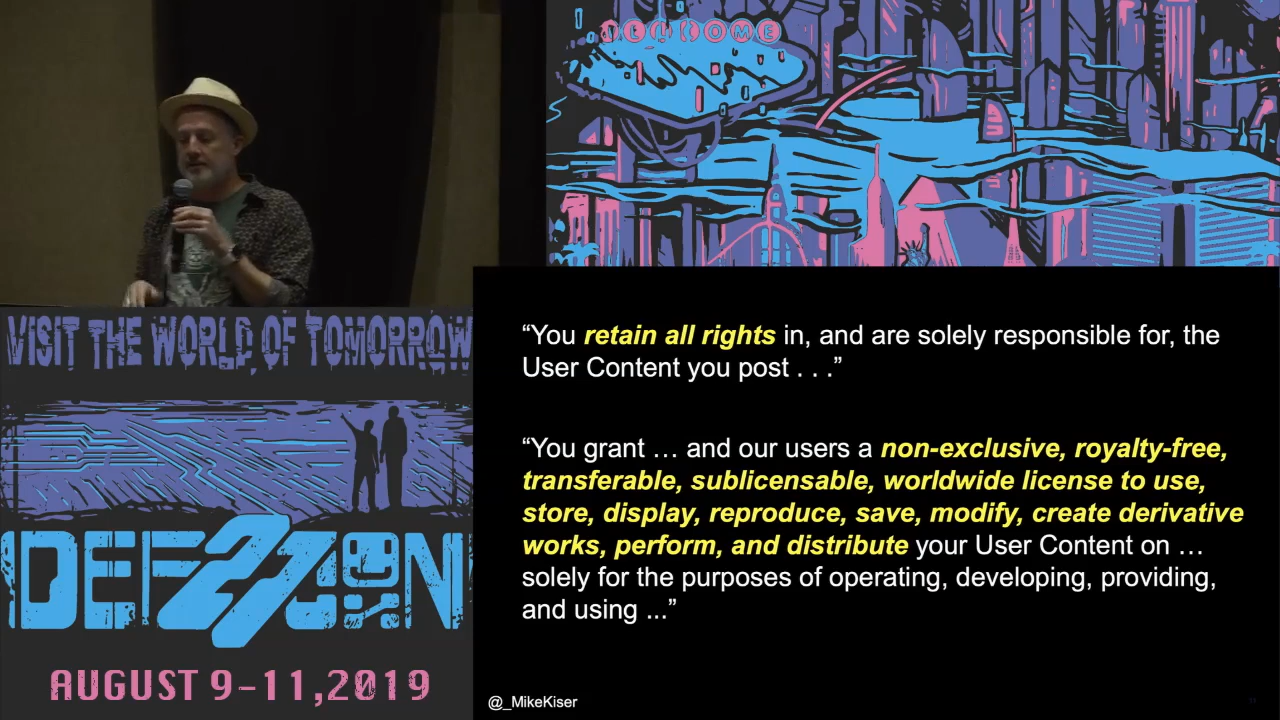 WELCOME
VISIT THE WORLD OF TOMORROW
DEF CON
27
AUGUST 9-11,2019
“You retain all rights in, and are solely responsible for, the
User Content you post . . .”
“You grant … and our users a non-exclusive, royalty-free,
transferable, sublicensable, worldwide license to use,
store, display, reproduce, save, modify, create derivative
works, perform, and distribute your User Content on …
solely for the purposes of operating, developing, providing,
and using ...”
@_MikeKiser